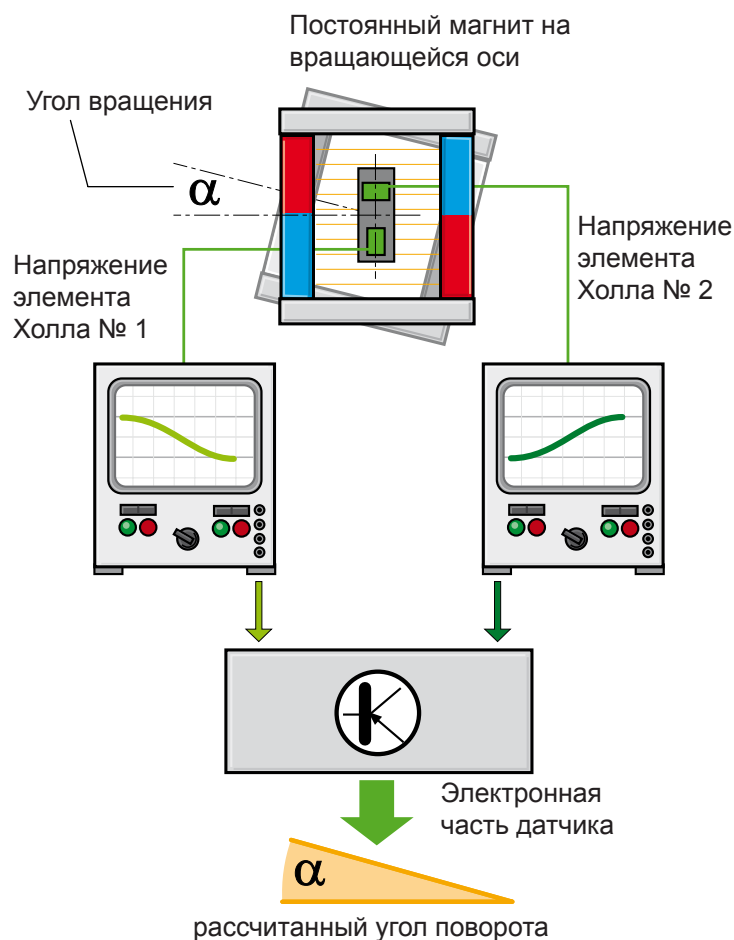 Постоянный магнит на
вращающейся оси
Угол вращения
α
Напряжение
элемента
Холла № 1
Напряжение
элемента
Холла № 2
Электронная
часть датчика
α
рассчитанный угол поворота